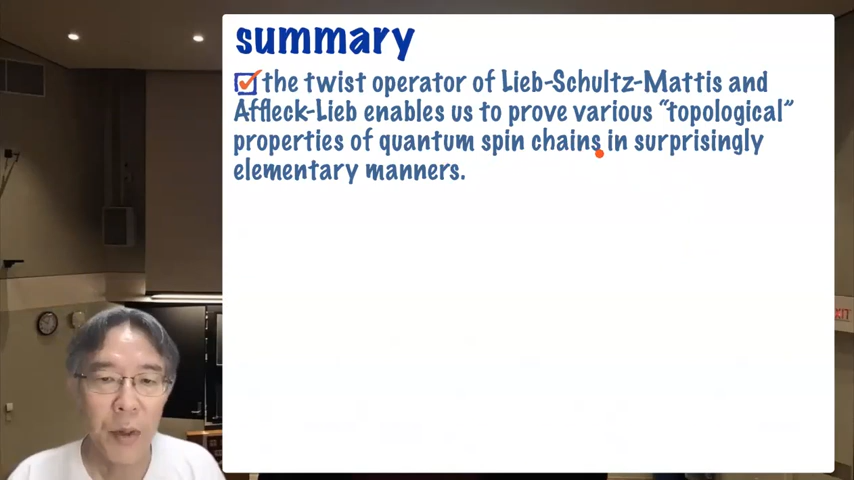 summary
the twist operator of Lieb-Schultz-Mattis and
Affleck-Lieb enables us to prove various “topological”
properties of quantum spin chains in surprisingly
elementary manners.